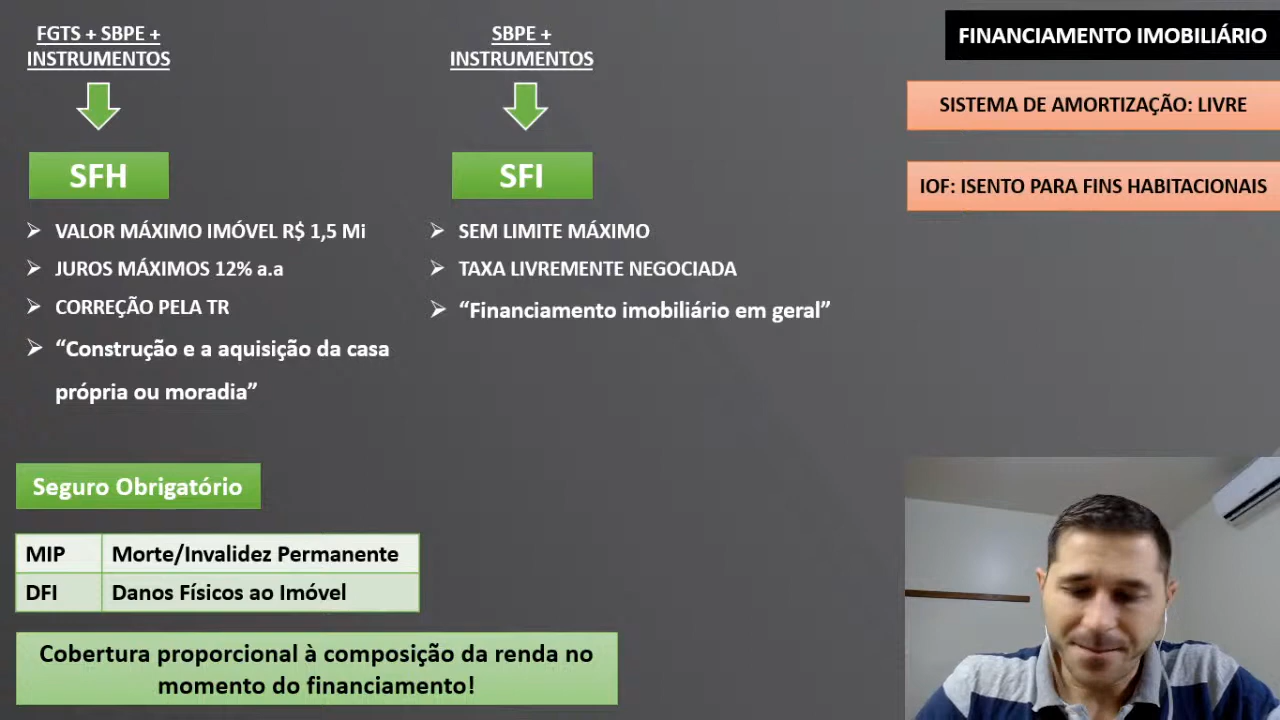 FGTS + SBPE +
INSTRUMENTOS
SFH
VALOR MÁXIMO IMÓVEL R$ 1,5 Mi
JUROS MÁXIMOS 12% a.a
CORREÇÃO PELA TR
“Construção e a aquisição da casa
própria ou moradia”
SBPE +
INSTRUMENTOS
SFI
SEM LIMITE MÁXIMO
TAXA LIVREMENTE NEGOCIADA
“Financiamento imobiliário em geral”
FINANCIAMENTO IMOBILIÁRIO
SISTEMA DE AMORTIZAÇÃO: LIVRE
IOF: ISENTO PARA FINS HABITACIONAIS
Seguro Obrigatório
MIP Morte/Invalidez Permanente
DFI Danos Físicos ao Imóvel
Cobertura proporcional à composição da renda no
momento do financiamento!